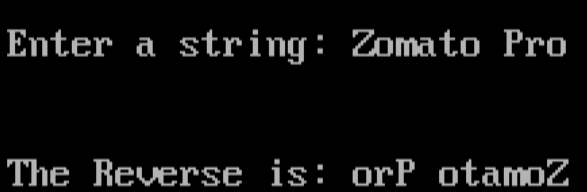 Enter a string: Zomato Pro
The Reverse is: orP otamoZ